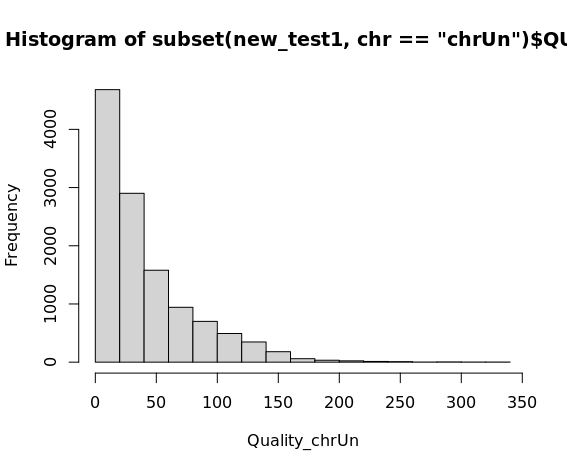 Histogram of subset(new_test1, chr == "chrUn")$QU
Frequency
4000
3000
2000
1000
0
0 50 100 150 200 250 300 350
Quality_chrUn